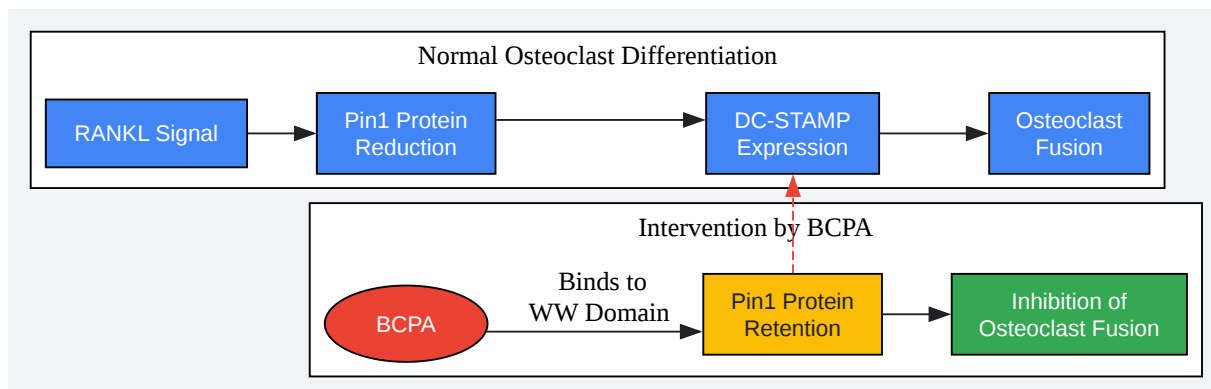 Normal Osteoclast Differentiation
RANKL Signal
Pin1 Protein
Reduction
DC-STAMP
Expression
Osteoclast
Fusion
Intervention by BCPA
BCPA
Binds to
WW Domain
Pin1 Protein
Retention
Inhibition of
Osteoclast Fusion